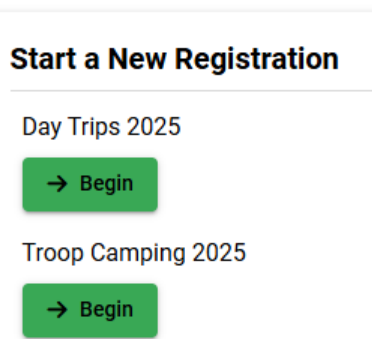 Start a New Registration
Day Trips 2025
→ Begin
Troop Camping 2025
→ Begin